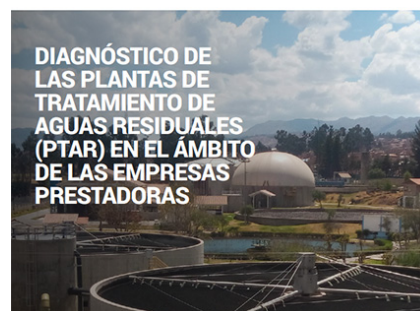 DIAGNÓSTICO DE
LAS PLANTAS DE
TRATAMIENTO DE
AGUAS RESIDUALES
(PTAR) EN EL ÁMBITO
DE LAS EMPRESAS
PRESTADORAS